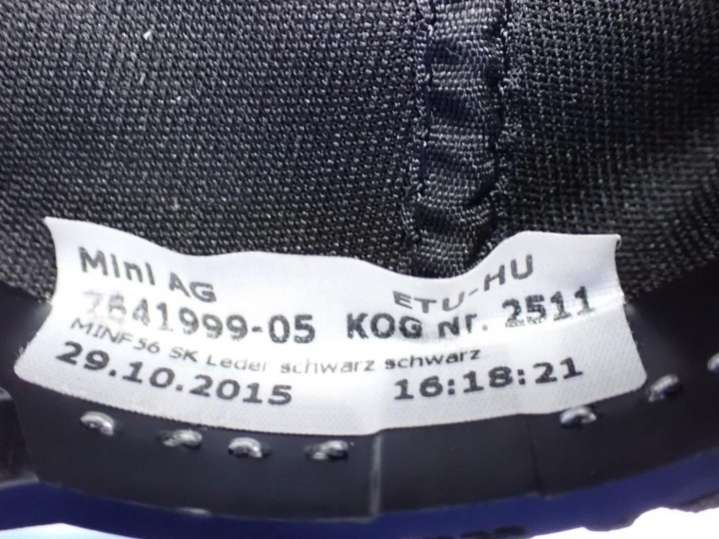 Mini AG ETU-HU
7641999-05 KOG Nr. 2511
MINF56 SK Leder schwarz schwarz
29.10.2015 16:18:21